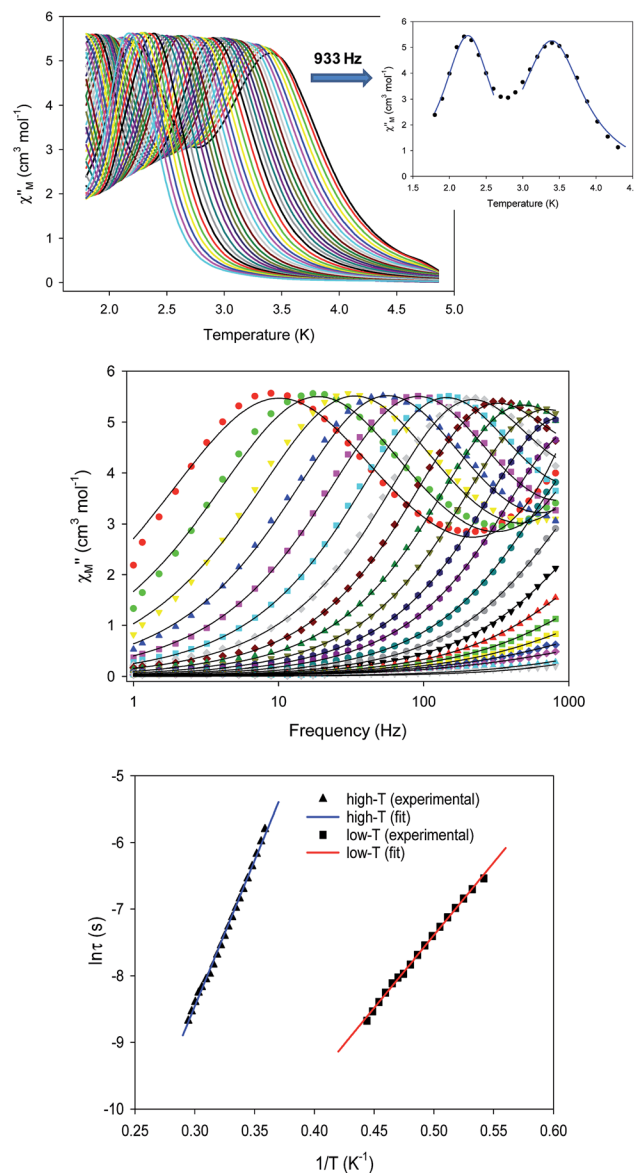 6
5
4
3
2
1
0
χ"M (cm3 mol-1)
2.0 2.5 3.0 3.5 4.0 4.5 5.0
Temperature (K)
933 Hz
6
5
4
3
2
1
0
χ"M (cm3 mol-1)
1.5 2.0 2.5 3.0 3.5 4.0 4.
Temperature (K)
6
5
4
3
2
1
0
χM" (cm3 mol-1)
1 10 100 1000
Frequency (Hz)
-5
-6
-7
-8
-9
-10
lnτ (s)
high-T (experimental)
high-T (fit)
low-T (experimental)
low-T (fit)
0.25 0.30 0.35 0.40 0.45 0.50 0.55 0.60
1/T (K-1)